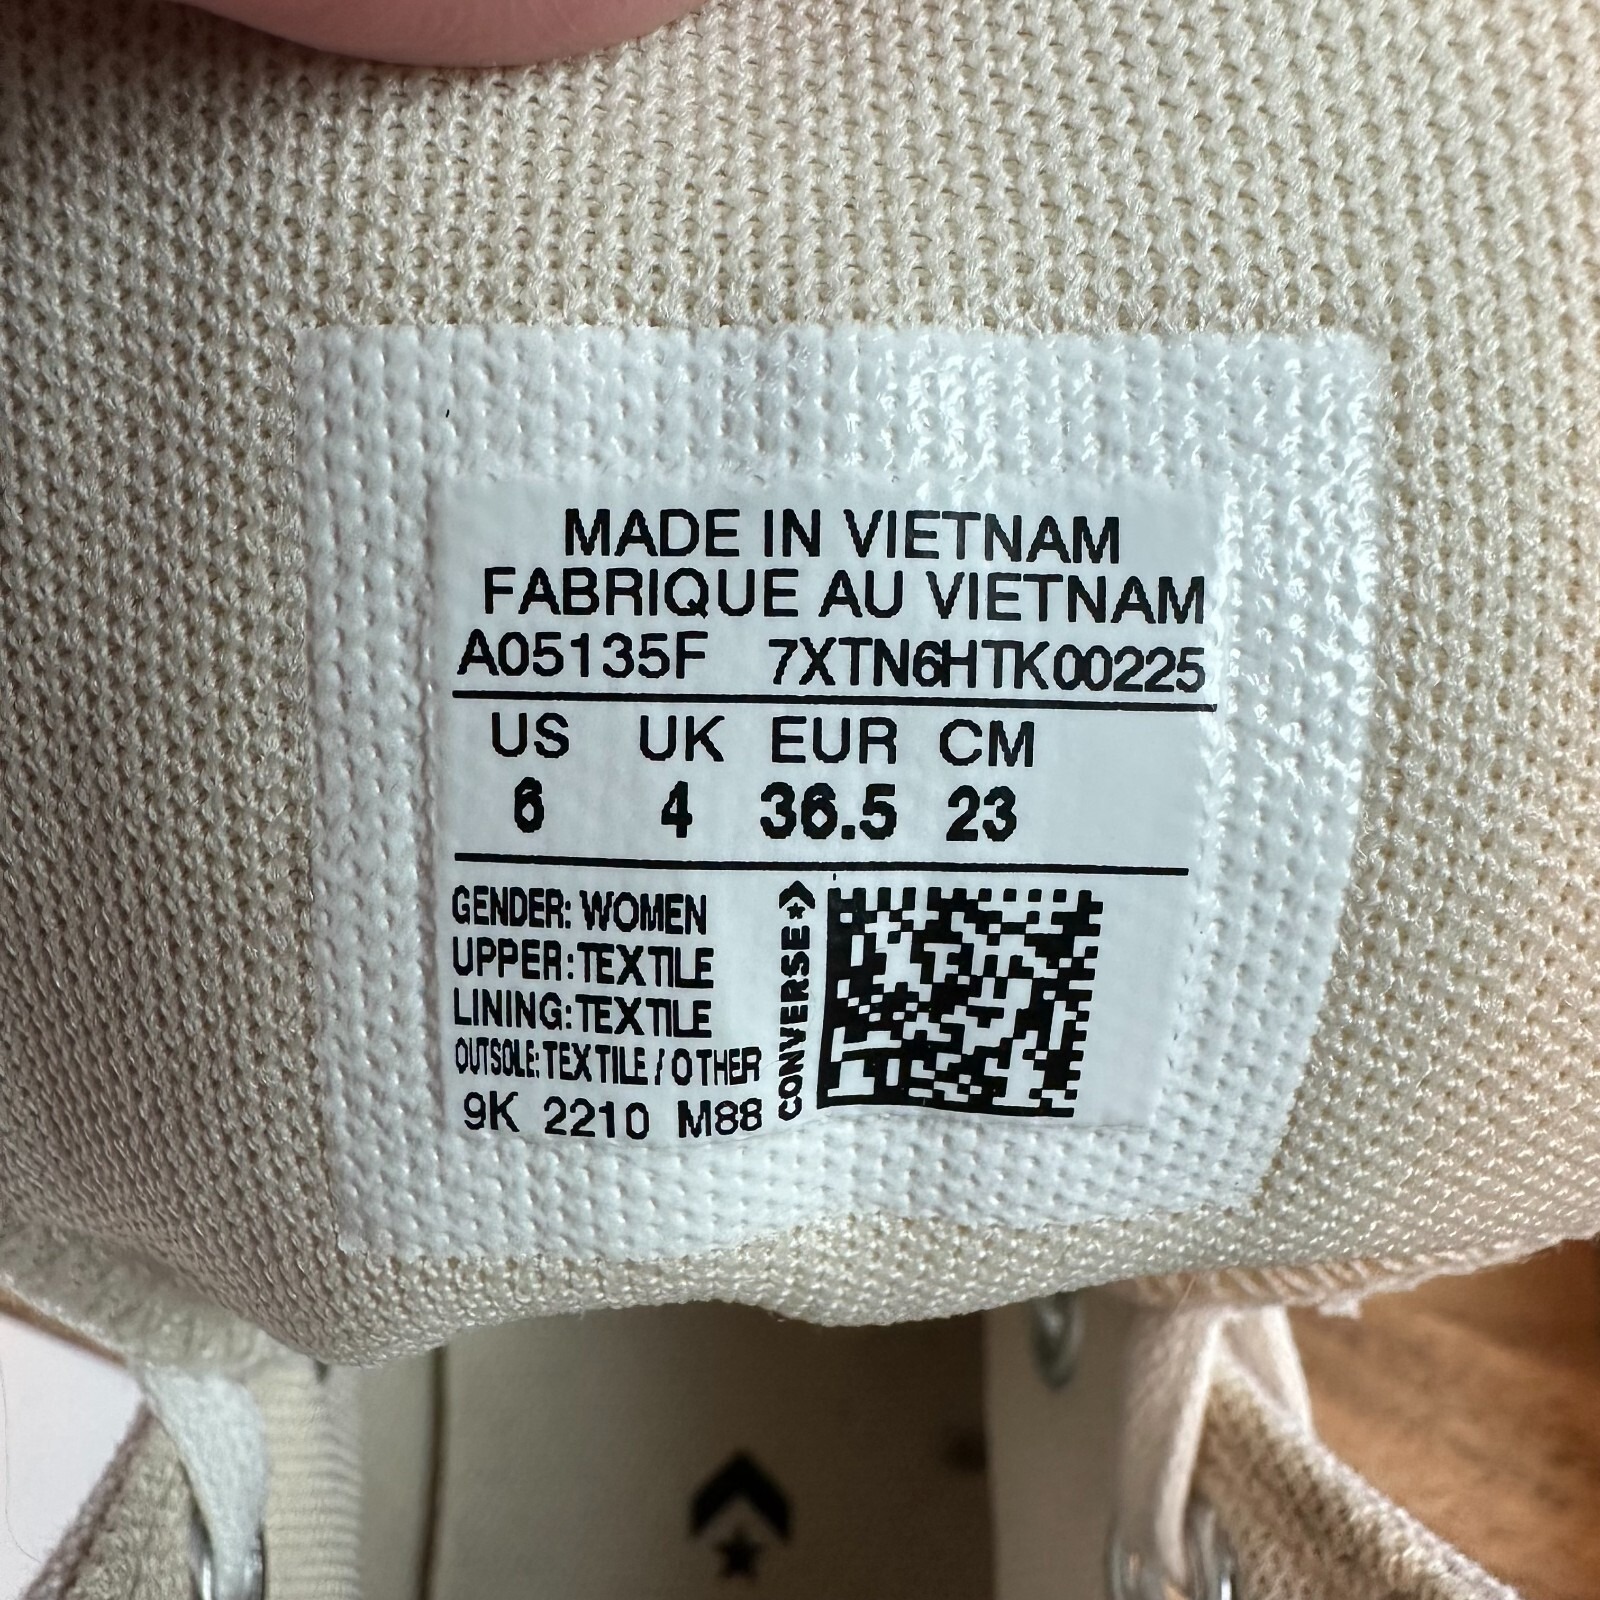 MADE IN VIETNAM
FABRIQUE AU VIETNAM
A05135F 7XTN6HTK00225
US UK EUR CM
6 4 36.5 23
GENDER: WOMEN
UPPER: TEXTILE
LINING: TEXTILE
OUTSOLE: TEXTILE / OTHER
9K 2210 M88
CONVERSE